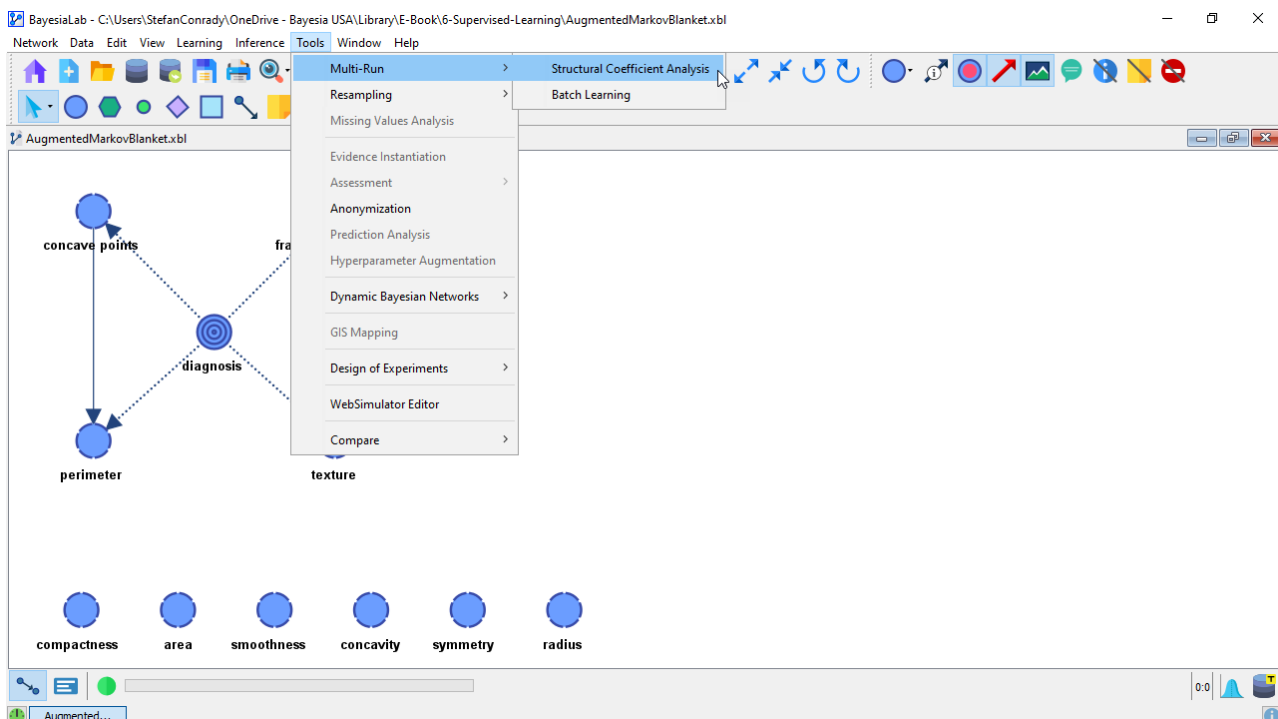 BayesiaLab - C:\Users\StefanConrady\OneDrive - Bayesia USA\Library\E-Book\6-Supervised-Learning\AugmentedMarkovBlanket.xbl
Network Data Edit View Learning Inference Tools Window Help
Multi-Run
Structural Coefficient Analysis
Resampling
Batch Learning
Missing Values Analysis
AugmentedMarkovBlanket.xbl
Evidence Instantiation
Assessment
Anonymization
Prediction Analysis
concave points
fra
Hyperparameter Augmentation
Dynamic Bayesian Networks
GIS Mapping
diagnosis
Design of Experiments
WebSimulator Editor
Compare
perimeter
texture
compactness
area
smoothness
concavity
symmetry
radius
0:0
T
Augmented...